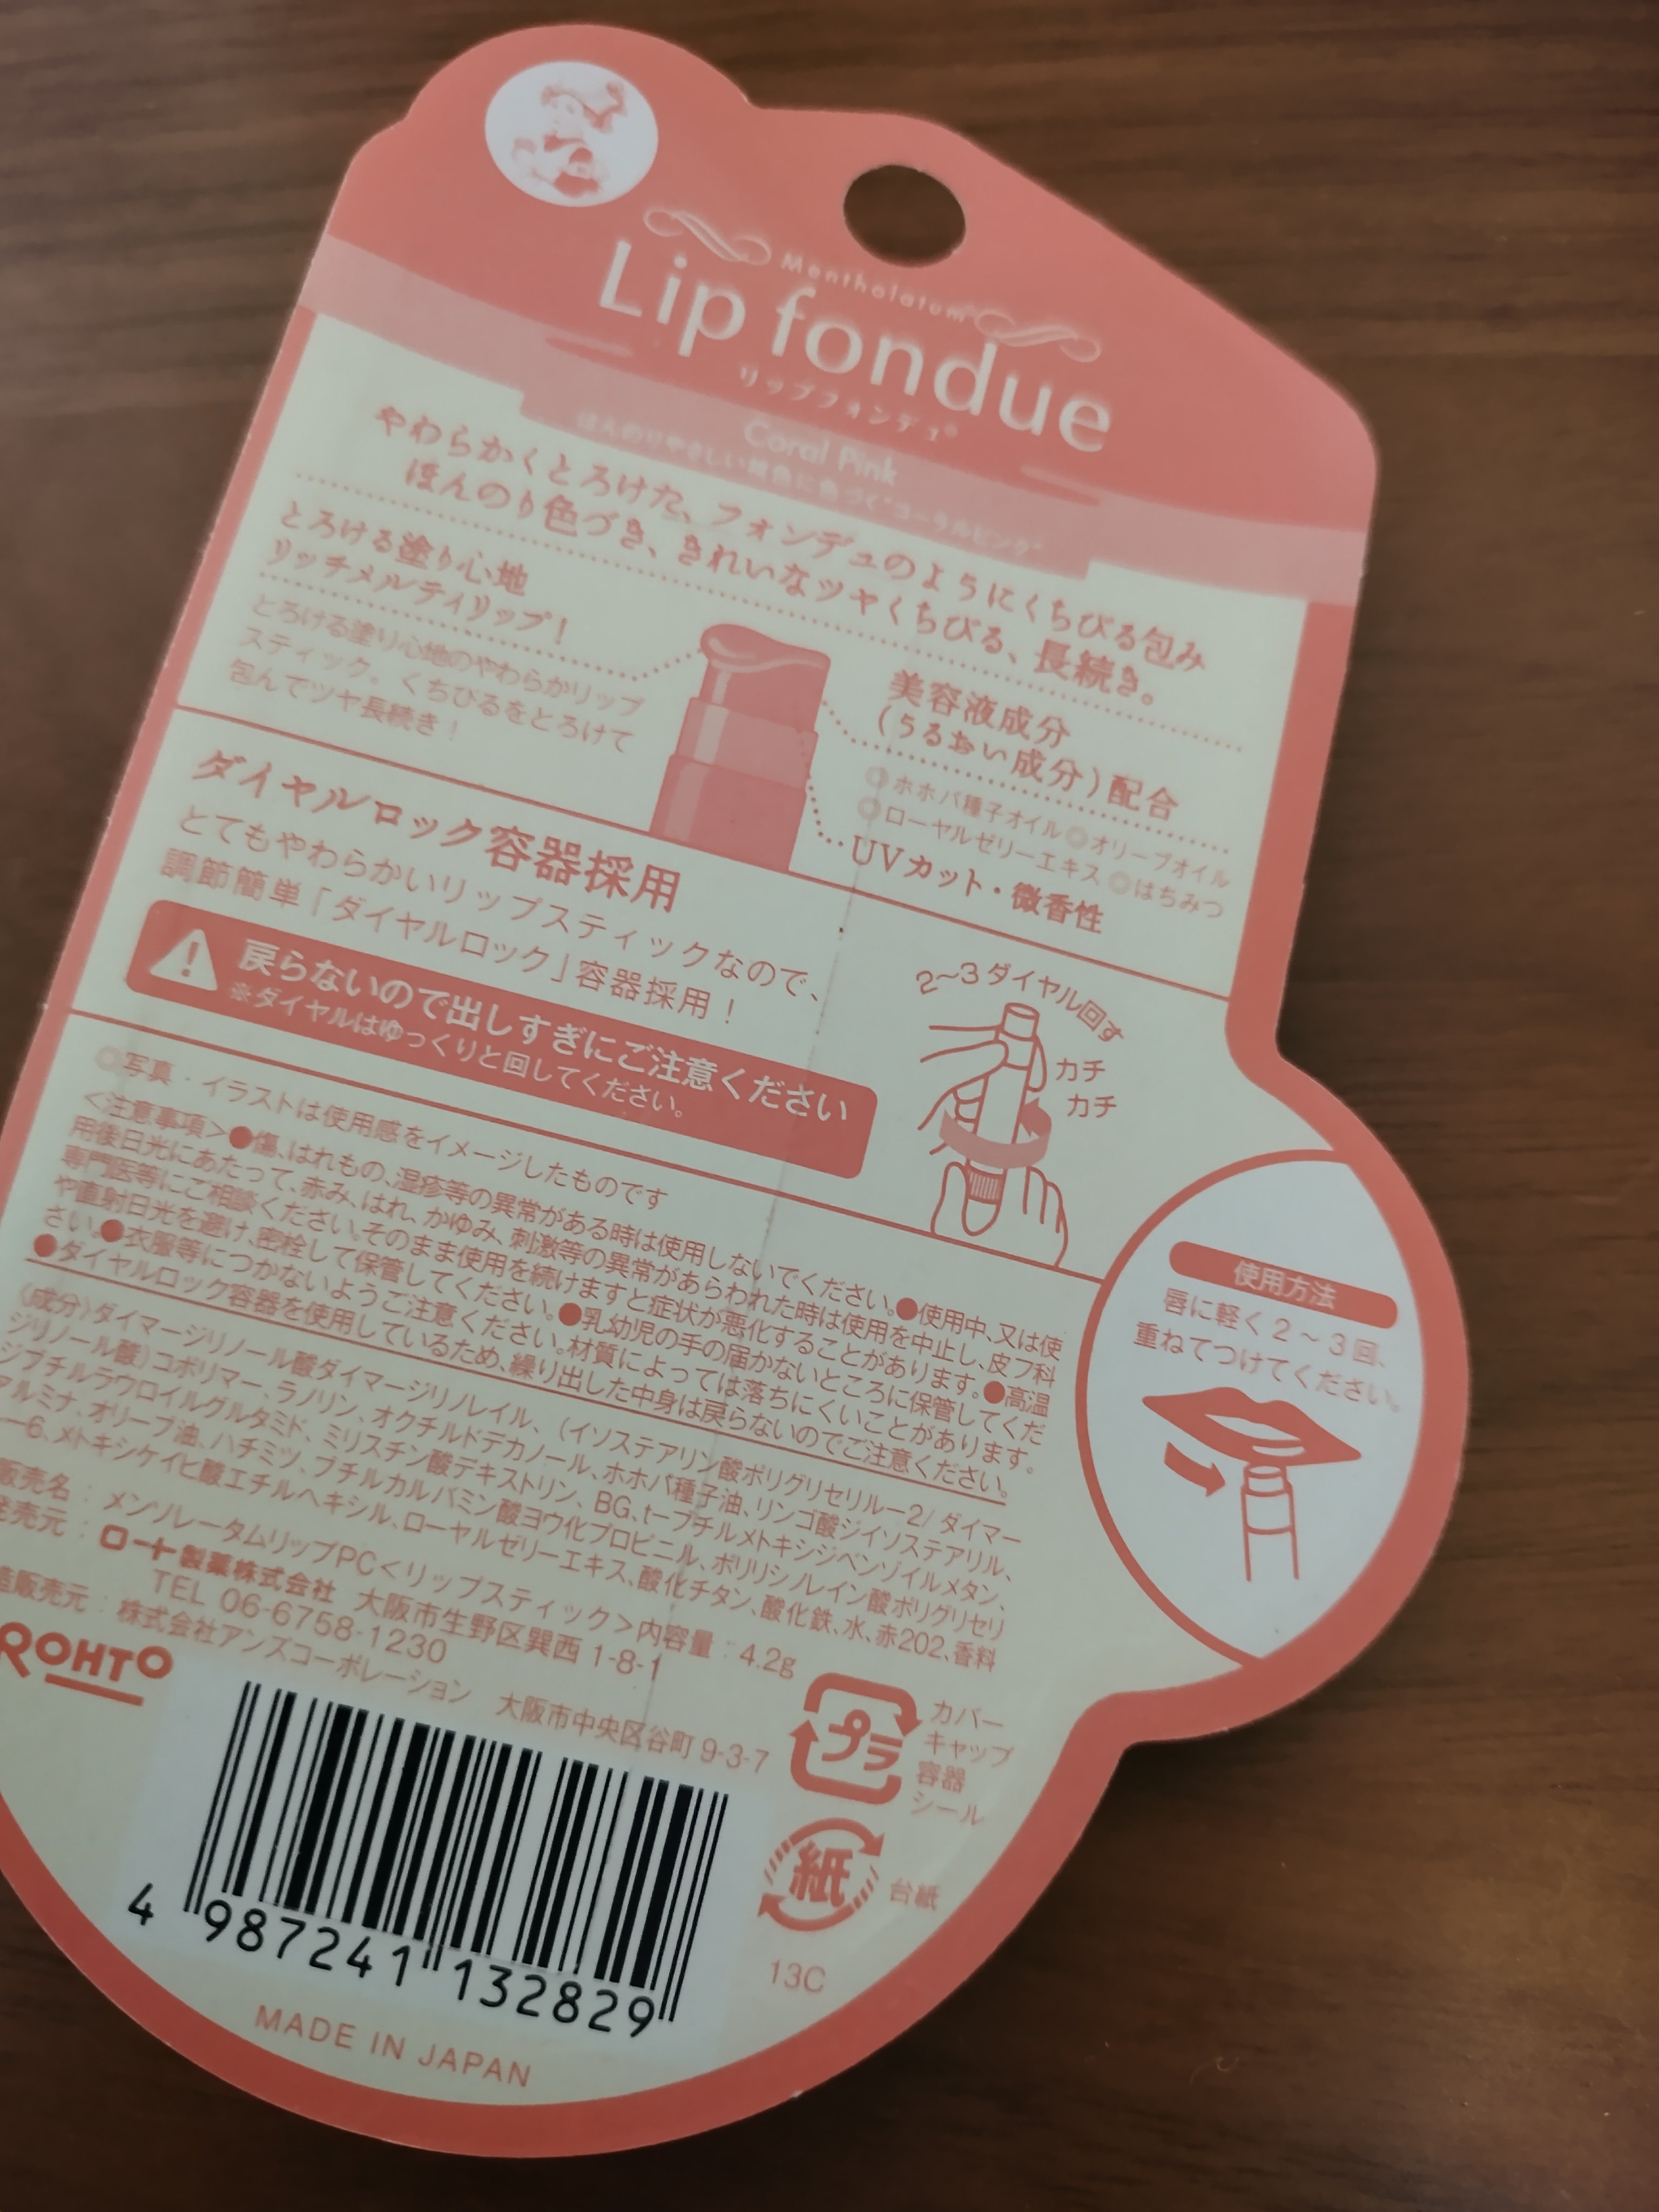 Mentholatum
Lip fondue
リップフォンデュ®
Coral Pink
ほんのりやさしい桃色に色づく"コーラルピンク"
やわらかくとろけた、フォンデュのようにくちびる包み
ほんのり色づき、きれいなツヤくちびる、長続き。
とろける塗り心地
リッチメルティリップ!
とろける塗り心地のやわらかリップ
スティック。くちびるをとろけて
包んでツヤ長続き!
美容液成分
(うるおい成分)配合
◎ホホバ種子オイル◎オリーブオイル
◎ローヤルゼリーエキス◎はちみつ
UVカット・微香性
ダイヤルロック容器採用
とてもやわらかいリップスティックなので、
調節簡単「ダイヤルロック」容器採用!
戻らないので出しすぎにご注意ください
※ダイヤルはゆっくりと回してください。
2〜3ダイヤル回す
カチ
カチ
◎写真・イラストは使用感をイメージしたものです
<注意事項>●傷、はれもの、湿疹等の異常がある時は使用しないでください。●使用中、又は使
用後日光にあたって、赤み、はれ、かゆみ、刺激等の異常があらわれた時は使用を中止し、皮フ科
専門医等にご相談ください。そのまま使用を続けますと症状が悪化することがあります。●高温
や直射日光を避け、密栓して保管してください。●乳幼児の手の届かないところに保管してくだ
さい。●衣服等につかないようご注意ください。材質によっては落ちにくいことがあります。
●ダイヤルロック容器を使用しているため、繰り出した中身は戻らないのでご注意ください。
使用方法
唇に軽く2〜3回、
重ねてつけてください。
〈成分〉ダイマージリノール酸ダイマージリノレイル、(イソステアリン酸ポリグリセリル-2/ダイマー
ジリノール酸)コポリマー、ラノリン、オクチルドデカノール、ホホバ種子油、リンゴ酸ジイソステアリル、
ジブチルラウロイルグルタミド、ミリスチン酸デキストリン、BG、t-ブチルメトキシジベンゾイルメタン、
アルミナ、オリーブ油、ハチミツ、ブチルカルバミン酸ヨウ化プロピニル、ポリリシノレイン酸ポリグリセリ
ル-6、メトキシケイヒ酸エチルヘキシル、ローヤルゼリーエキス、酸化チタン、酸化鉄、水、赤202、香料
販売名:メンソレータムリップPC<リップスティック>内容量:4.2g
発売元:ロート製薬株式会社 大阪市生野区巽西 1-8-1
TEL 06-6758-1230
造販売元:株式会社アンズコーポレーション 大阪市中央区谷町 9-3-7
ROHTO
プラ
カバー
キャップ
容器
シール
紙
台紙
13C
4 987241 132829
MADE IN JAPAN